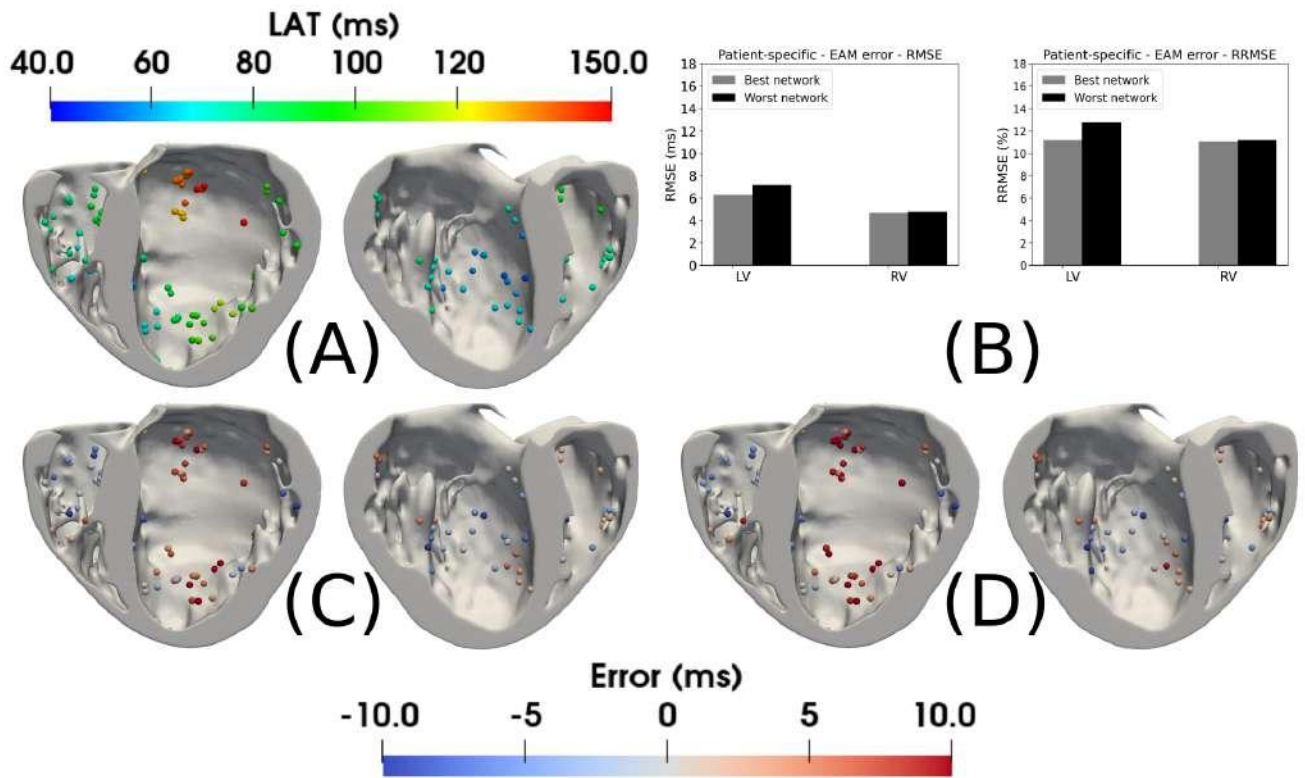 LAT (ms)
40.0 60 80 100 120 150.0
(A)
Patient-specific - EAM error - RMSE
18
16
14
12
10
8
6
4
2
0
RMSE (ms)
Best network
Worst network
LV RV
Patient-specific - EAM error - RRMSE
18
16
14
12
10
8
6
4
2
0
RRMSE (%)
Best network
Worst network
LV RV
(B)
(C)
(D)
Error (ms)
-10.0 -5 0 5 10.0